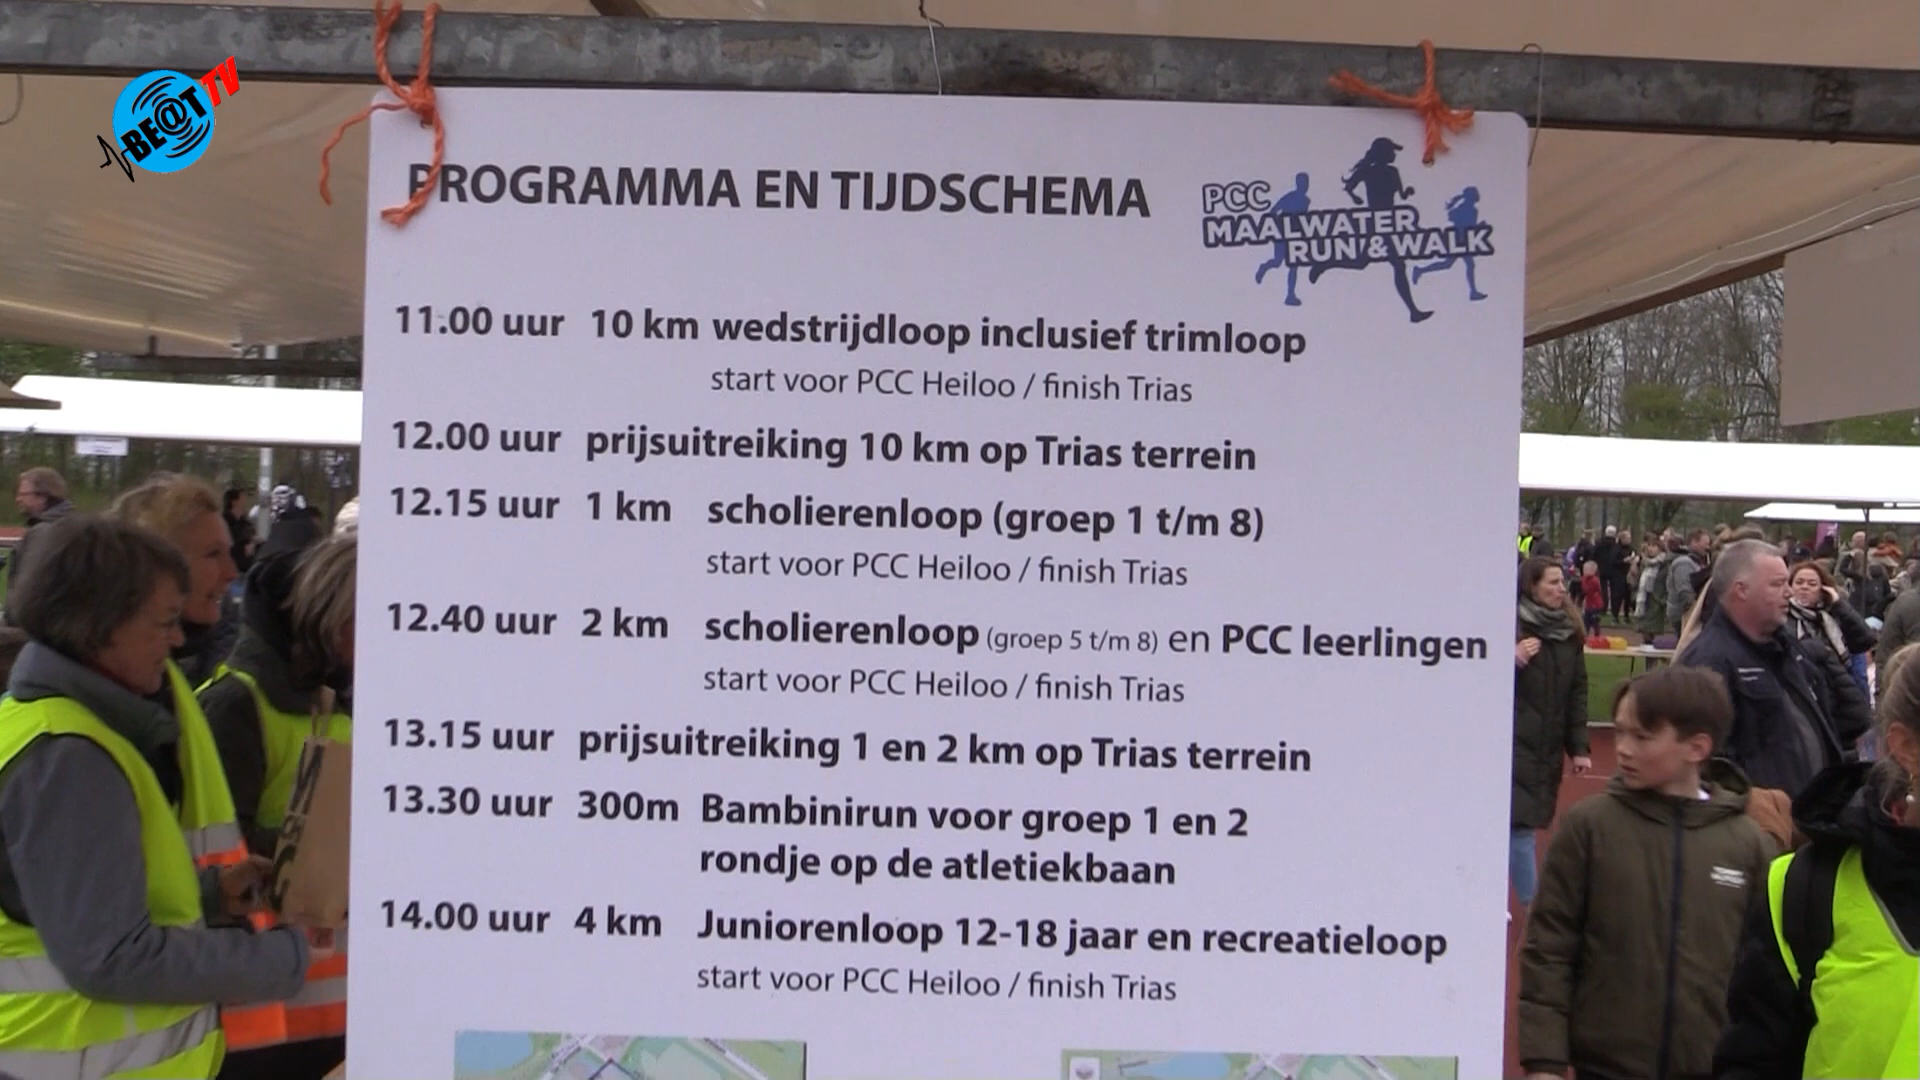 BE@T TV
PROGRAMMA EN TIJDSCHEMA
PCC
MAALWATER
RUN & WALK
11.00 uur 10 km wedstrijdloop inclusief trimloop
start voor PCC Heiloo / finish Trias
12.00 uur prijsuitreiking 10 km op Trias terrein
12.15 uur 1 km scholierenloop (groep 1 t/m 8)
start voor PCC Heiloo / finish Trias
12.40 uur 2 km scholierenloop (groep 5 t/m 8) en PCC leerlingen
start voor PCC Heiloo / finish Trias
13.15 uur prijsuitreiking 1 en 2 km op Trias terrein
13.30 uur 300m Bambinirun voor groep 1 en 2
rondje op de atletiekbaan
14.00 uur 4 km Juniorenloop 12-18 jaar en recreatieloop
start voor PCC Heiloo / finish Trias